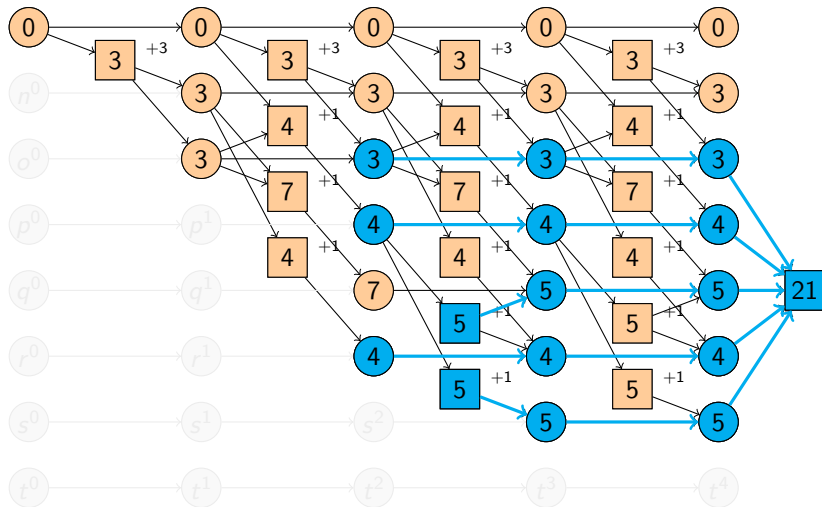 0 0 0 0 0
3 +3 3 +3 3 +3 3 +3
n⁰ 3 3 3 3
4 +1 4 +1 4 +1
o⁰ 3 3 3 3
7 +1 7 +1 7 +1
p⁰ p¹ 4 4 4
4 +1 4 +1 4 +1
q⁰ q¹ 7 5 5 21
5 +1 5 +1
r⁰ r¹ 4 4 4
5 +1 5 +1
s⁰ s¹ s² 5 5
t⁰ t¹ t² t³ t⁴